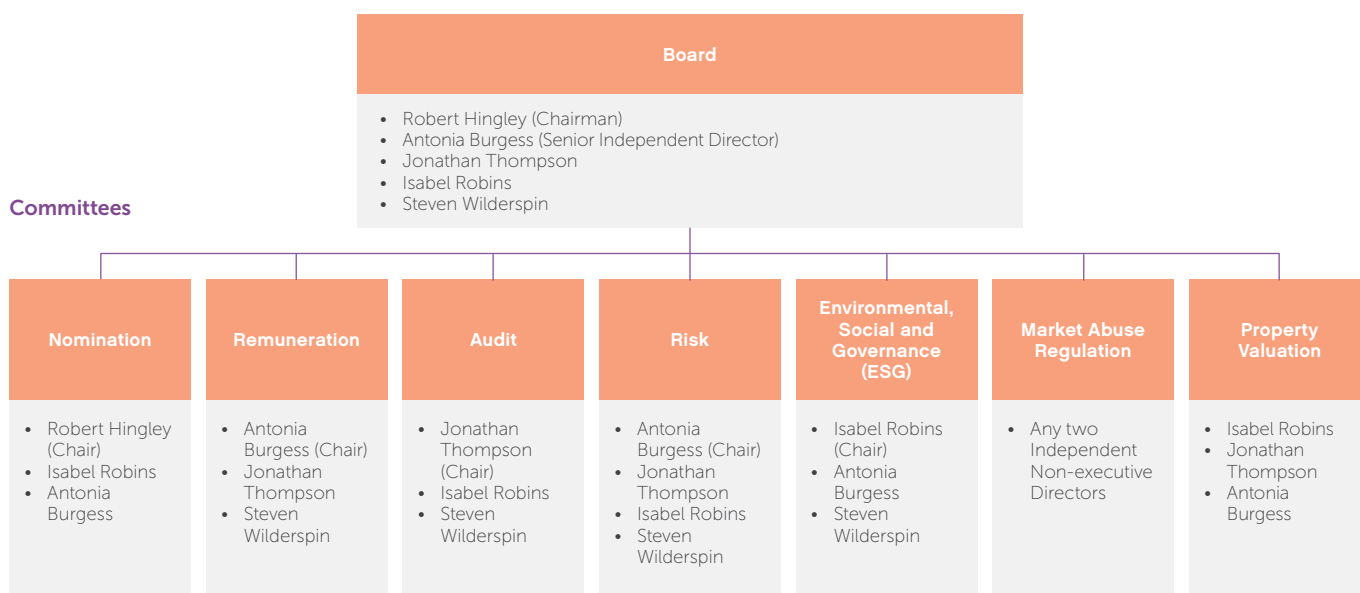 Board
• Robert Hingley (Chairman)
• Antonia Burgess (Senior Independent Director)
• Jonathan Thompson
• Isabel Robins
• Steven Wilderspin
Committees
Nomination
• Robert Hingley
(Chair)
• Isabel Robins
• Antonia
Burgess
Remuneration
• Antonia
Burgess (Chair)
• Jonathan
Thompson
• Steven
Wilderspin
Audit
• Jonathan
Thompson
(Chair)
• Isabel Robins
• Steven
Wilderspin
Risk
• Antonia
Burgess (Chair)
• Jonathan
Thompson
• Isabel Robins
• Steven
Wilderspin
Environmental,
Social and
Governance
(ESG)
• Isabel Robins
(Chair)
• Antonia
Burgess
• Steven
Wilderspin
Market Abuse
Regulation
• Any two
Independent
Non-executive
Directors
Property
Valuation
• Isabel Robins
• Jonathan
Thompson
• Antonia
Burgess